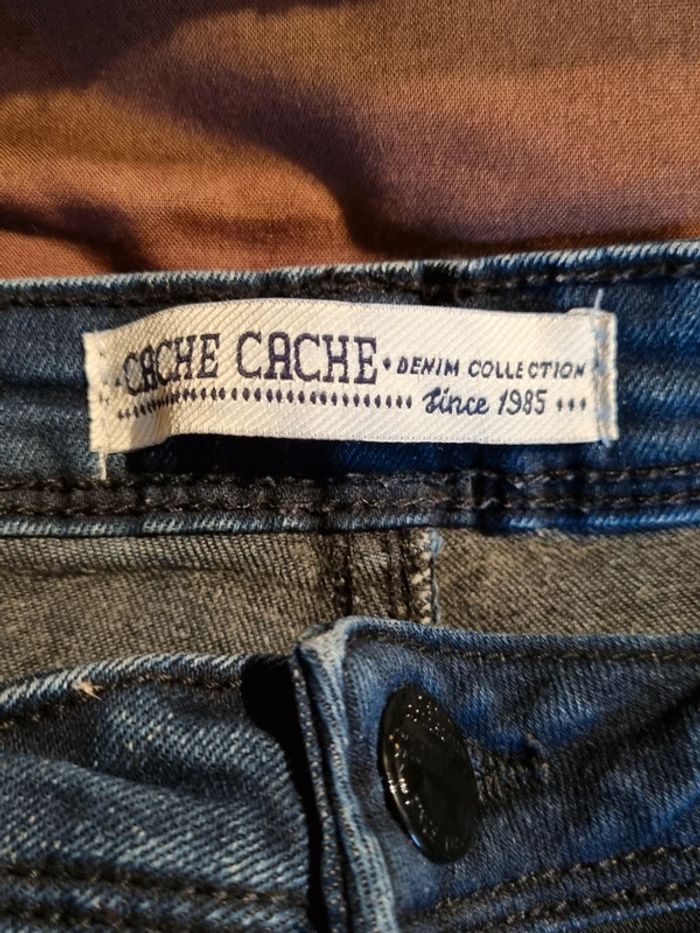 CACHE CACHE • DENIM COLLECTION
Since 1985